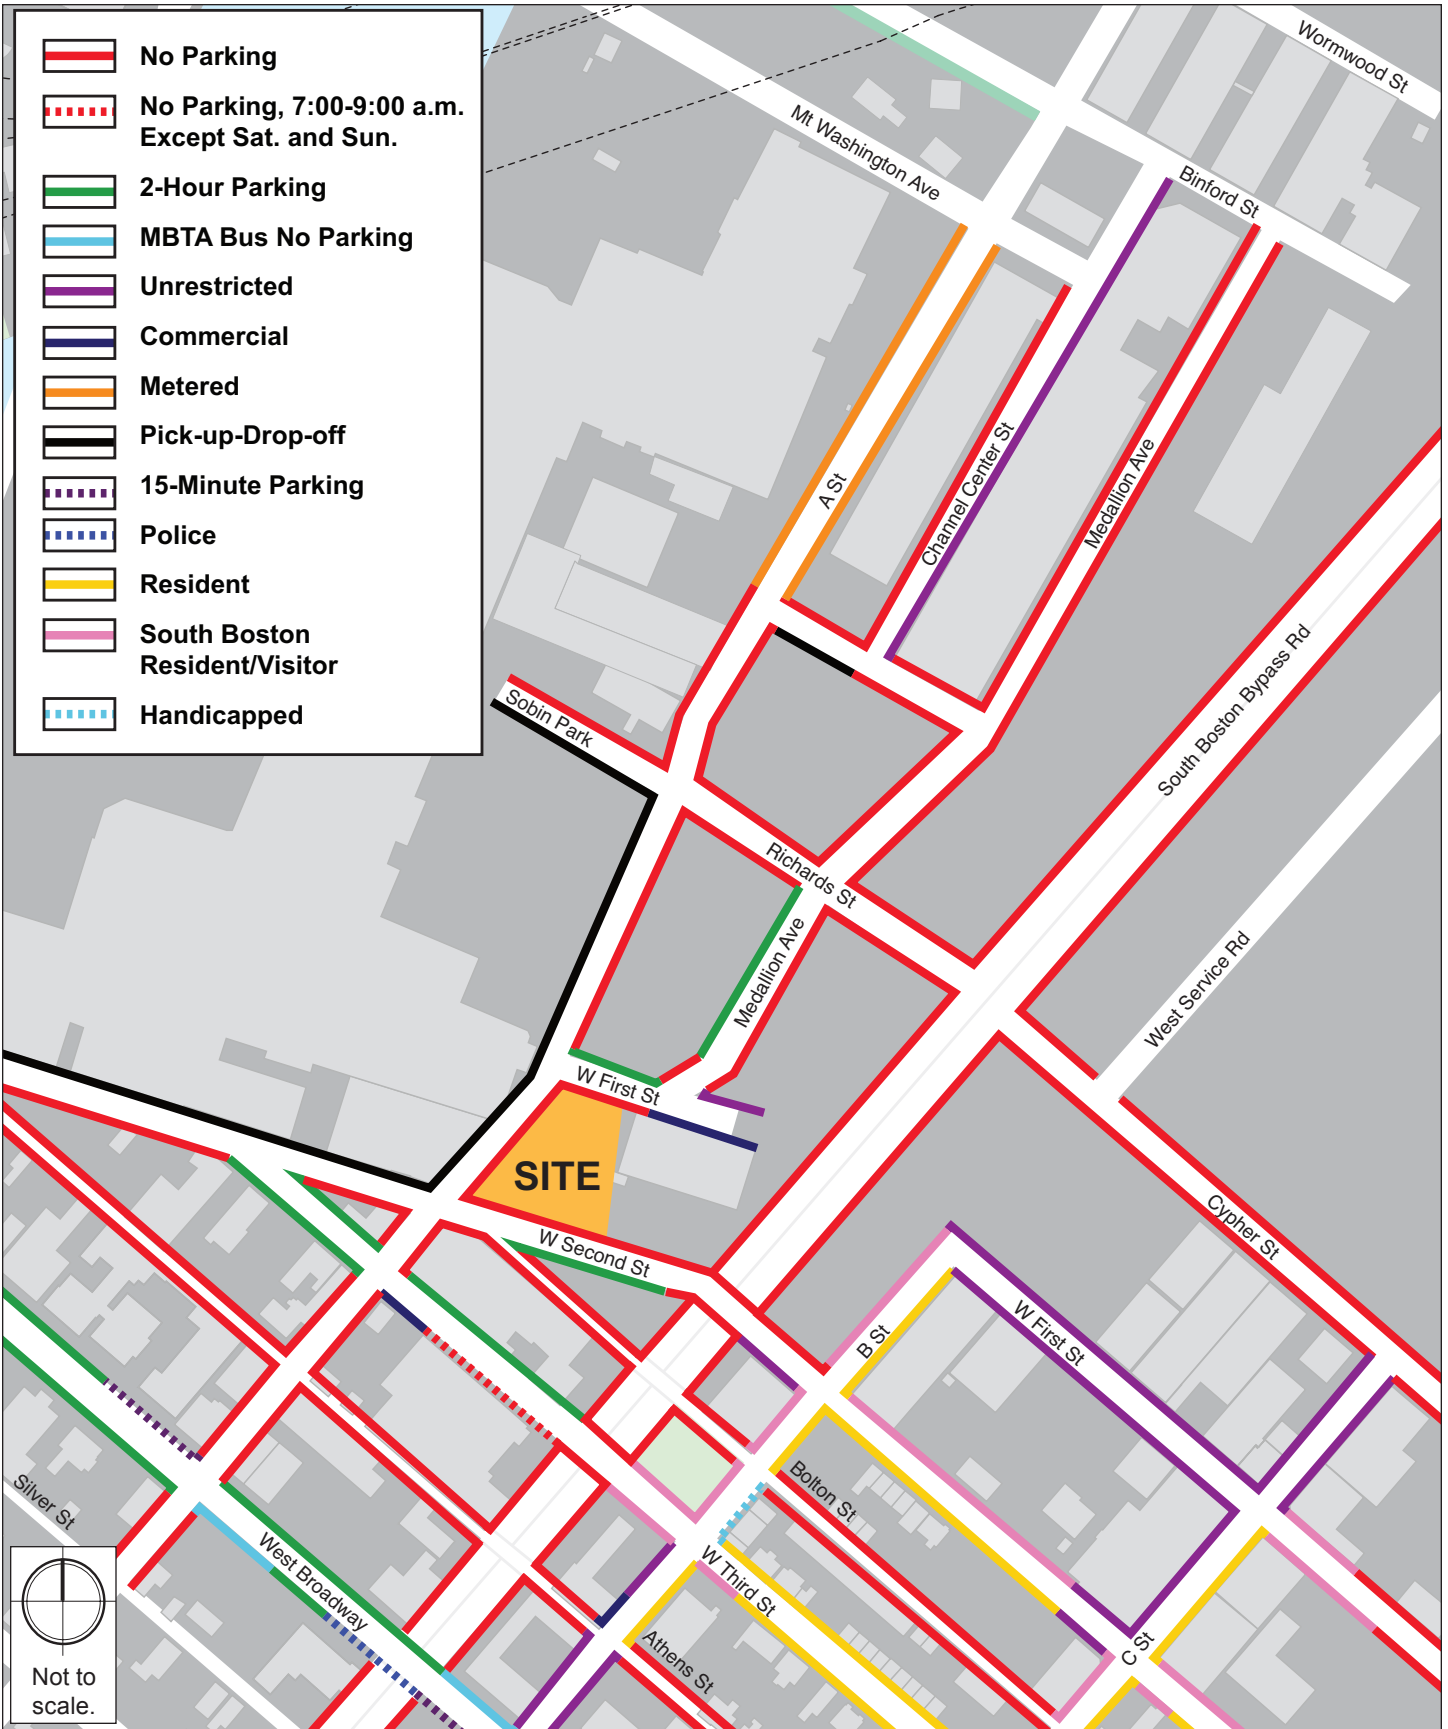 No Parking
No Parking, 7:00-9:00 a.m.
Except Sat. and Sun.
2-Hour Parking
MBTA Bus No Parking
Unrestricted
Commercial
Metered
Pick-up-Drop-off
15-Minute Parking
Police
Resident
South Boston
Resident/Visitor
Handicapped
Wormwood St
Mt Washington Ave
Binford St
A St
Channel Center St
Medallion Ave
South Boston Bypass Rd
Sobin Park
Richards St
Medallion Ave
West Service Rd
W First St
SITE
W Second St
Cypher St
B St
W First St
Silver St
West Broadway
Bolton St
W Third St
Athens St
C St
Not to
scale.